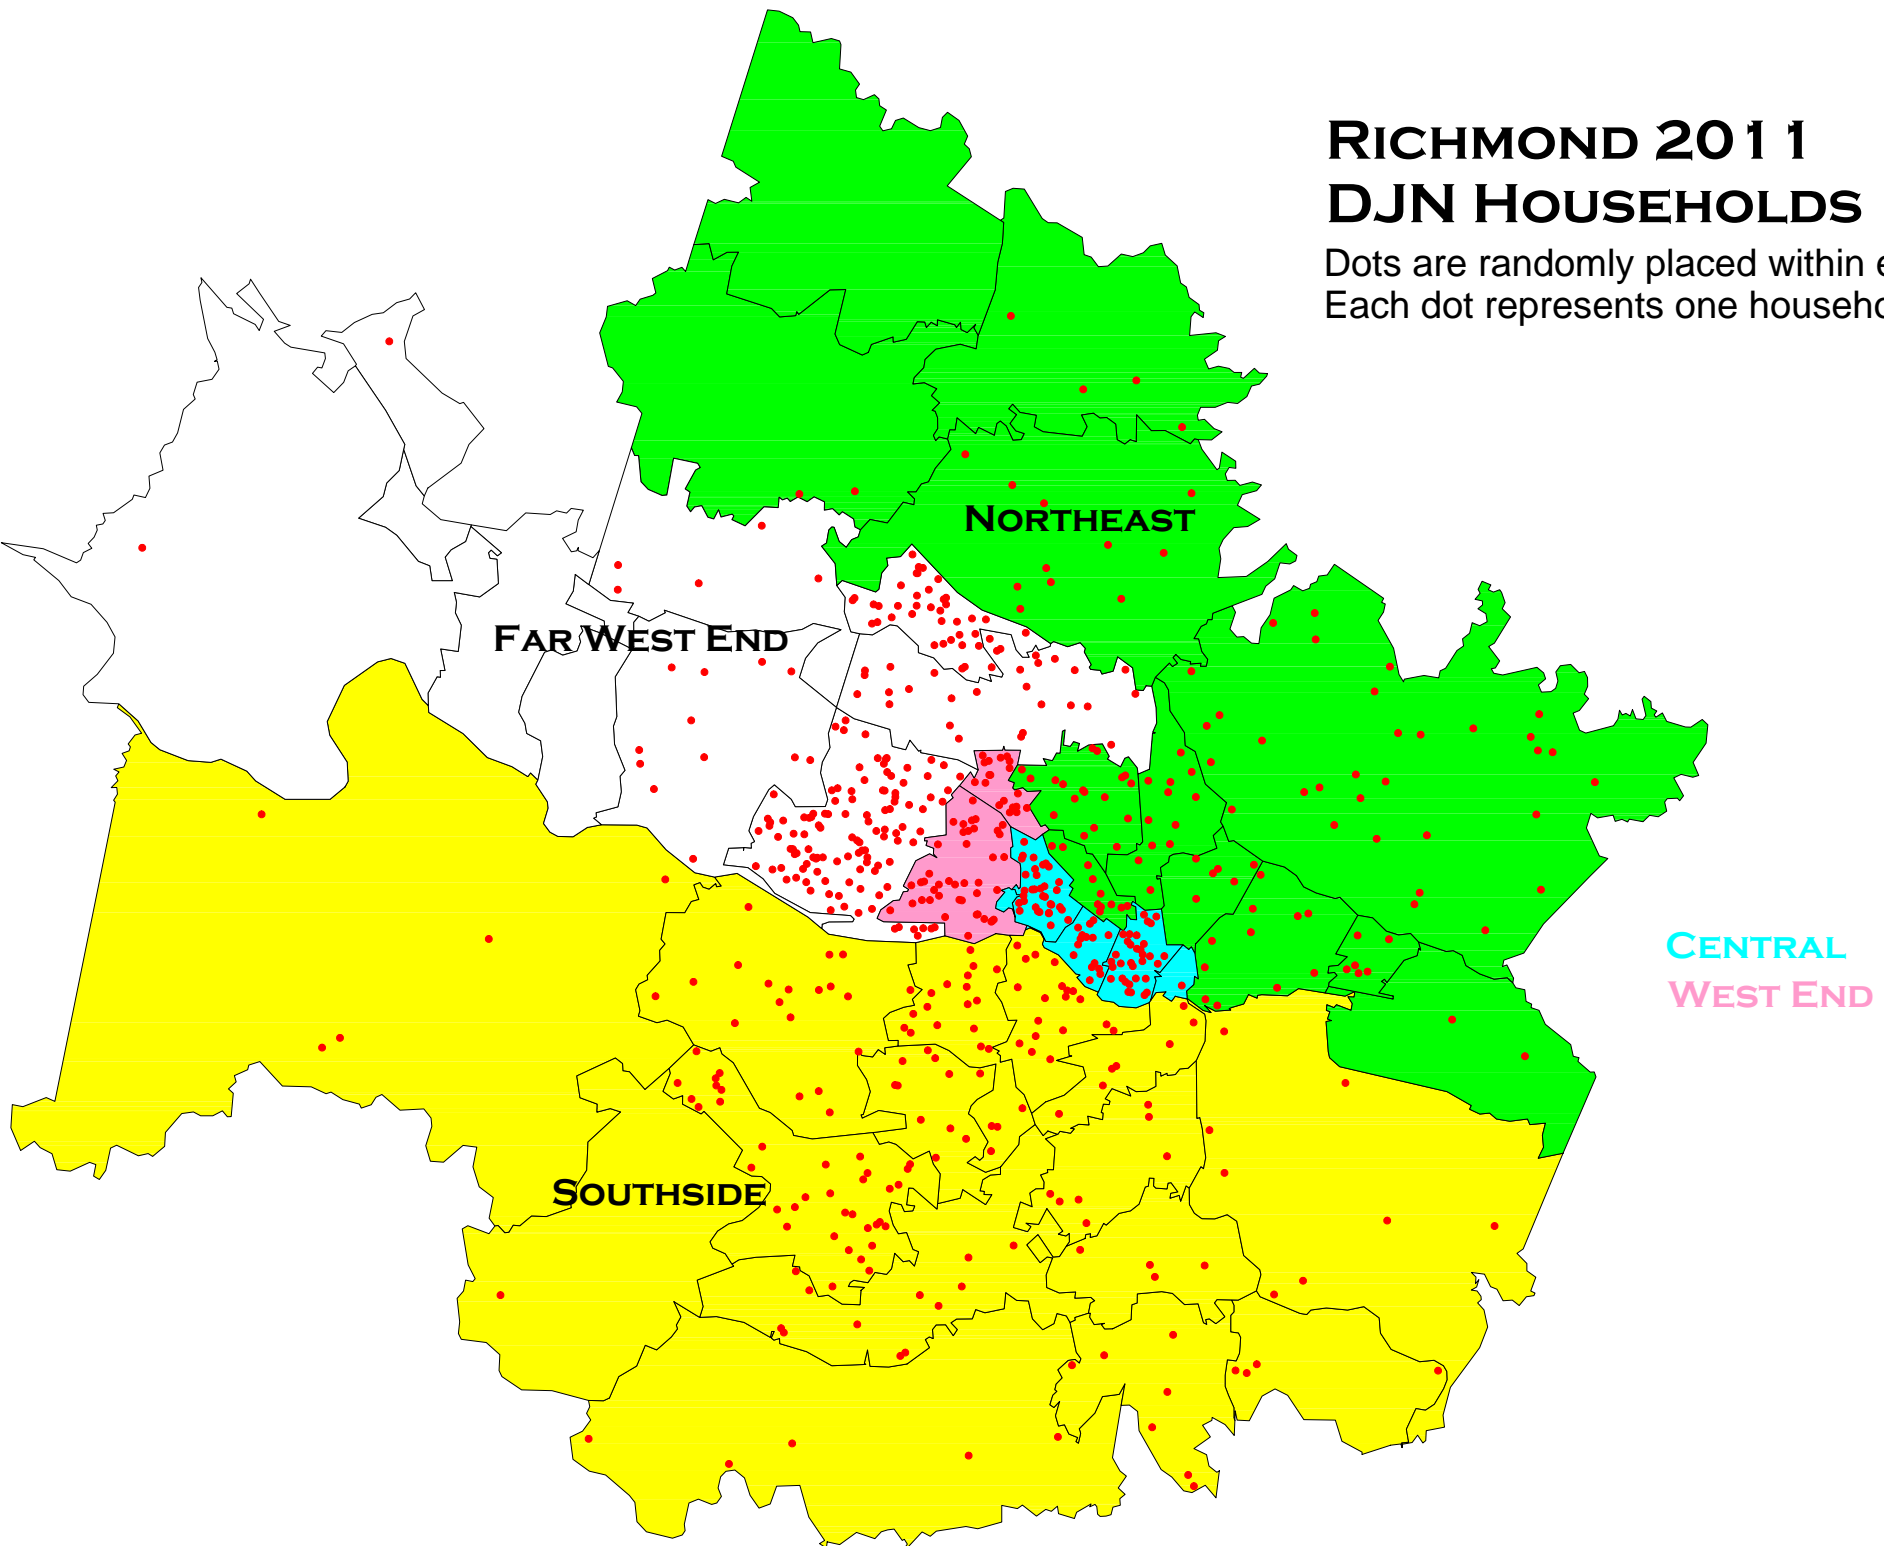 RICHMOND 2011
DJN HOUSEHOLDS
Dots are randomly placed within
Each dot represents one
NORTHEAST
FAR WEST END
CENTRAL
WEST END
SOUTHSIDE